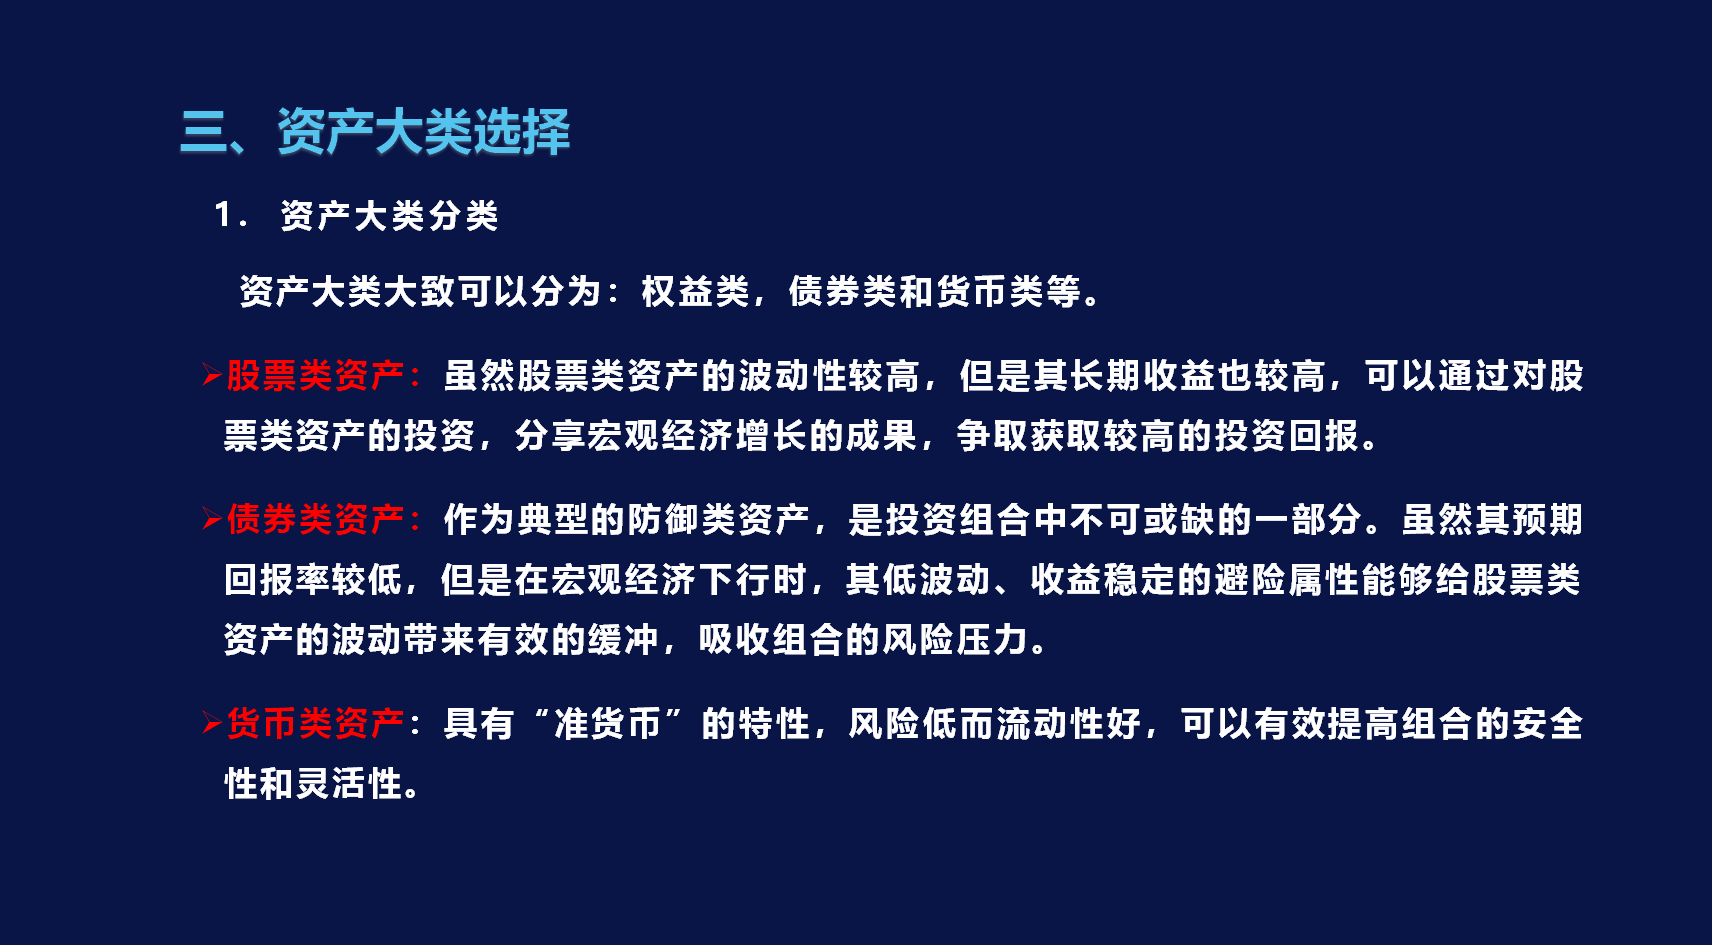 三、资产大类选择
1. 资产大类分类
资产大类大致可以分为：权益类，债券类和货币类等。
➢股票类资产：虽然股票类资产的波动性较高，但是其长期收益也较高，可以通过对股
票类资产的投资，分享宏观经济增长的成果，争取获取较高的投资回报。
➢债券类资产：作为典型的防御类资产，是投资组合中不可或缺的一部分。虽然其预期
回报率较低，但是在宏观经济下行时，其低波动、收益稳定的避险属性能够给股票类
资产的波动带来有效的缓冲，吸收组合的风险压力。
➢货币类资产：具有“准货币”的特性，风险低而流动性好，可以有效提高组合的安全
性和灵活性。